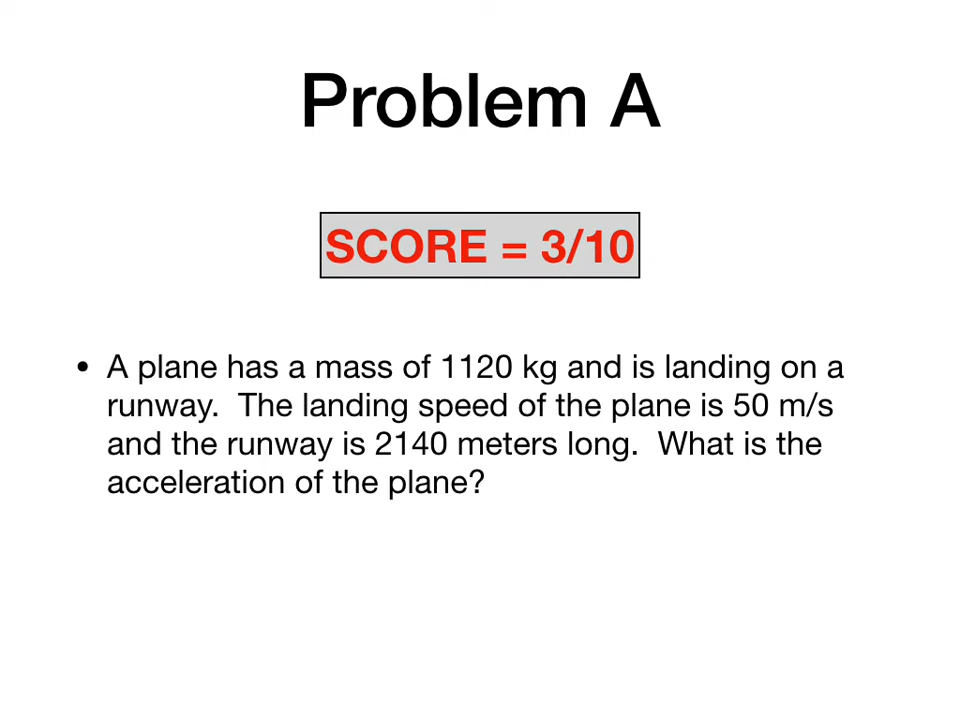 Problem A
SCORE = 3/10
• A plane has a mass of 1120 kg and is landing on a
runway.  The landing speed of the plane is 50 m/s
and the runway is 2140 meters long.  What is the
acceleration of the plane?